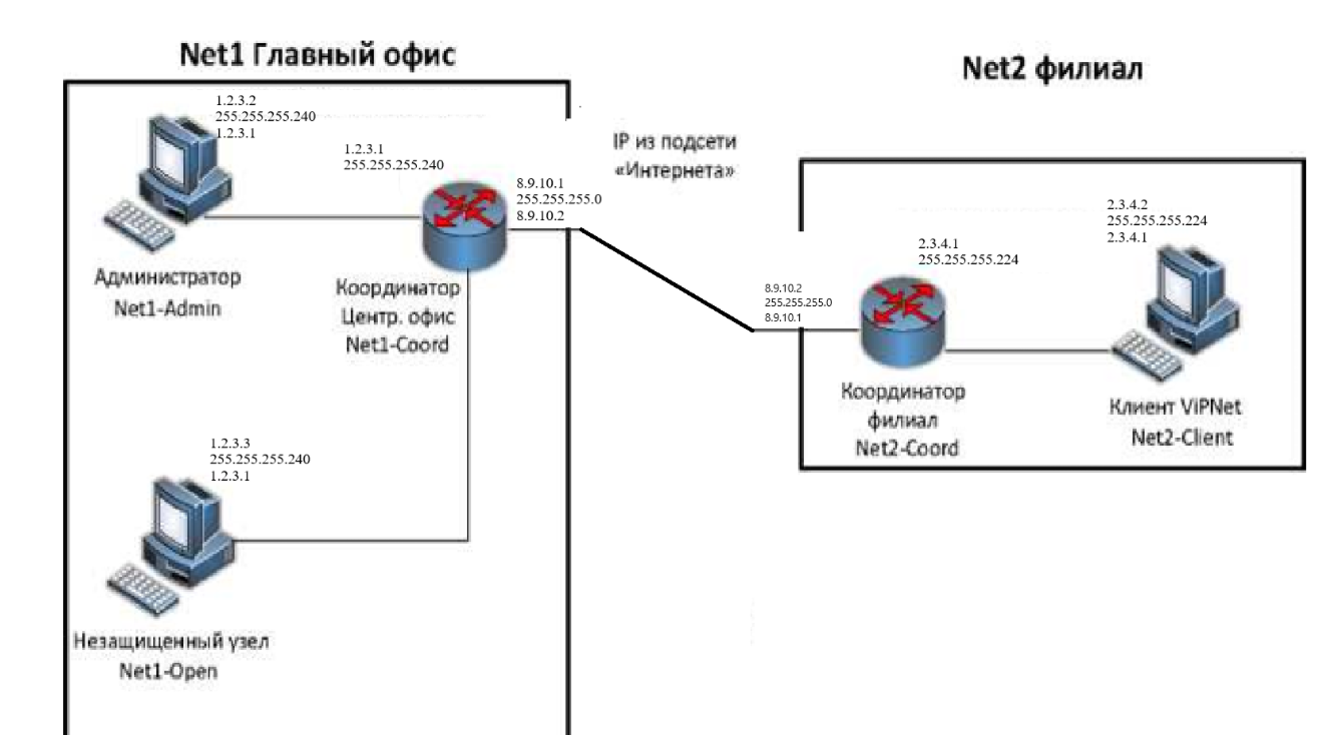 Net1 Главный офис
1.2.3.2
255.255.255.240
1.2.3.1
Администратор
Net1-Admin
1.2.3.1
255.255.255.240
8.9.10.1
255.255.255.0
8.9.10.2
Координатор
Центр. офис
Net1-Coord
1.2.3.3
255.255.255.240
1.2.3.1
Незащищенный узел
Net1-Open
IP из подсети
«Интернета»
Net2 филиал
8.9.10.2
255.255.255.0
8.9.10.1
2.3.4.1
255.255.255.224
Координатор
филиал
Net2-Coord
2.3.4.2
255.255.255.224
2.3.4.1
Клиент ViPNet
Net2-Client